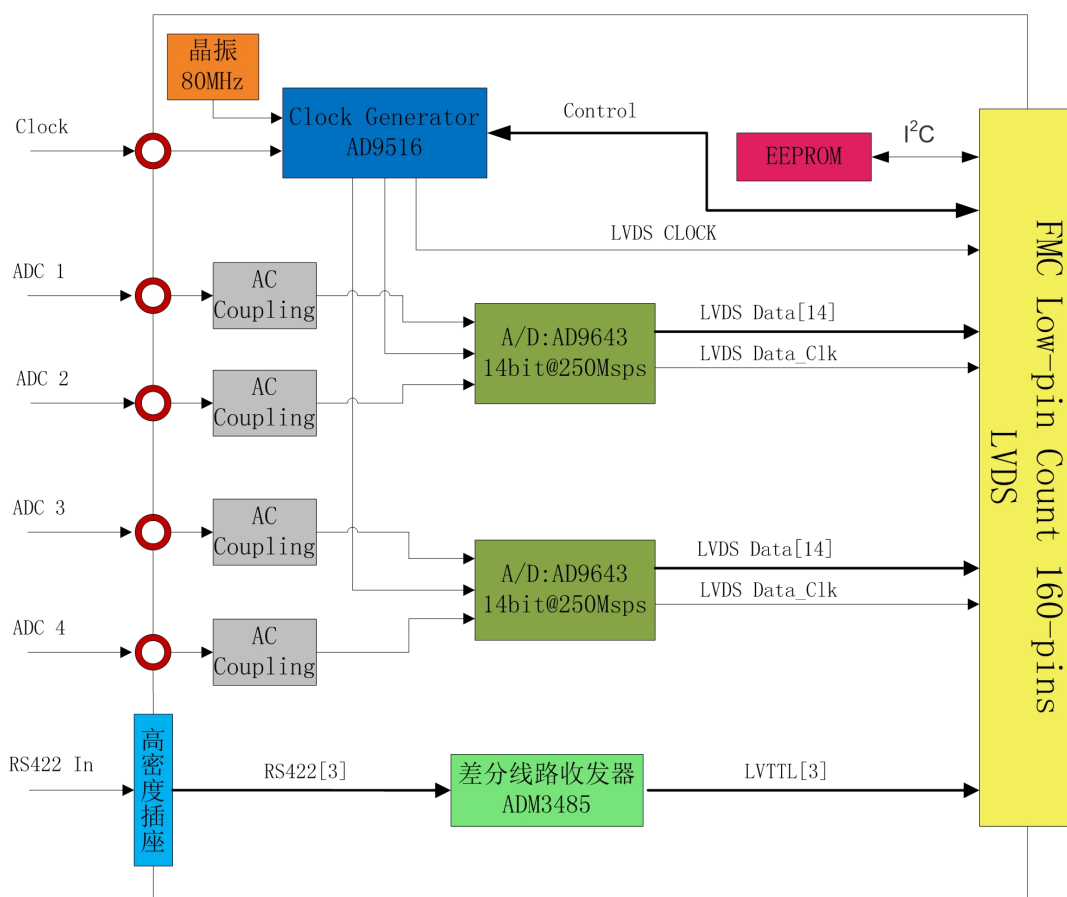 晶振
80MHz
Clock
Clock Generator
AD9516
Control
EEPROM
I²C
LVDS CLOCK
ADC 1
AC
Coupling
A/D:AD9643
14bit@250Msps
LVDS Data[14]
LVDS Data_Clk
ADC 2
AC
Coupling
ADC 3
AC
Coupling
A/D:AD9643
14bit@250Msps
LVDS Data[14]
LVDS Data_Clk
ADC 4
AC
Coupling
RS422 In
高密度插座
RS422[3]
差分线路收发器
ADM3485
LVTTL[3]
FMC Low-pin Count 160-pins
LVDS